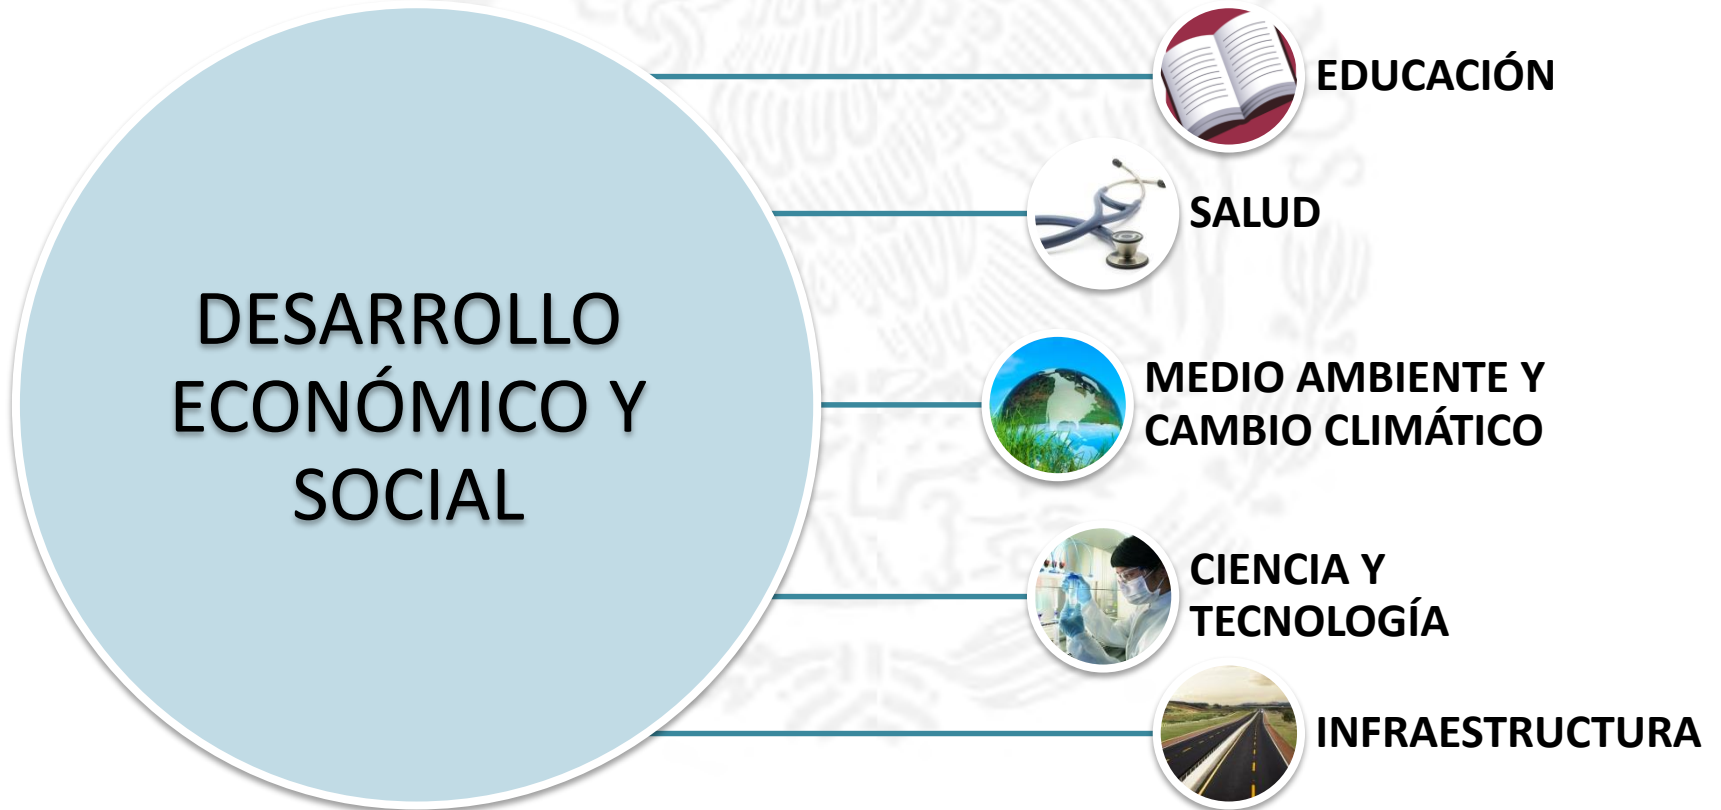 DESARROLLO
ECONÓMICO Y
SOCIAL
EDUCACIÓN
SALUD
MEDIO AMBIENTE Y
CAMBIO CLIMÁTICO
CIENCIA Y
TECNOLOGÍA
INFRAESTRUCTURA